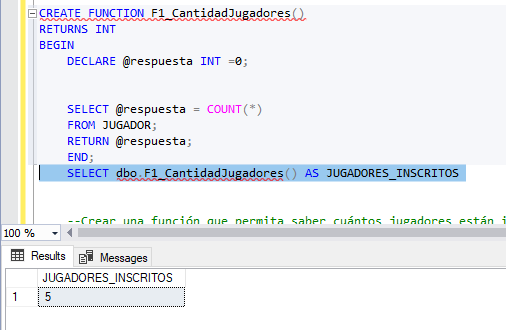 CREATE FUNCTION F1_CantidadJugadores()
RETURNS INT
BEGIN
DECLARE @respuesta INT =0;
SELECT @respuesta = COUNT(*)
FROM JUGADOR;
RETURN @respuesta;
END;
SELECT dbo.F1_CantidadJugadores() AS JUGADORES_INSCRITOS
--Crear una función que permita saber cuántos jugadores están
100 %
Results Messages
JUGADORES_INSCRITOS
1 5